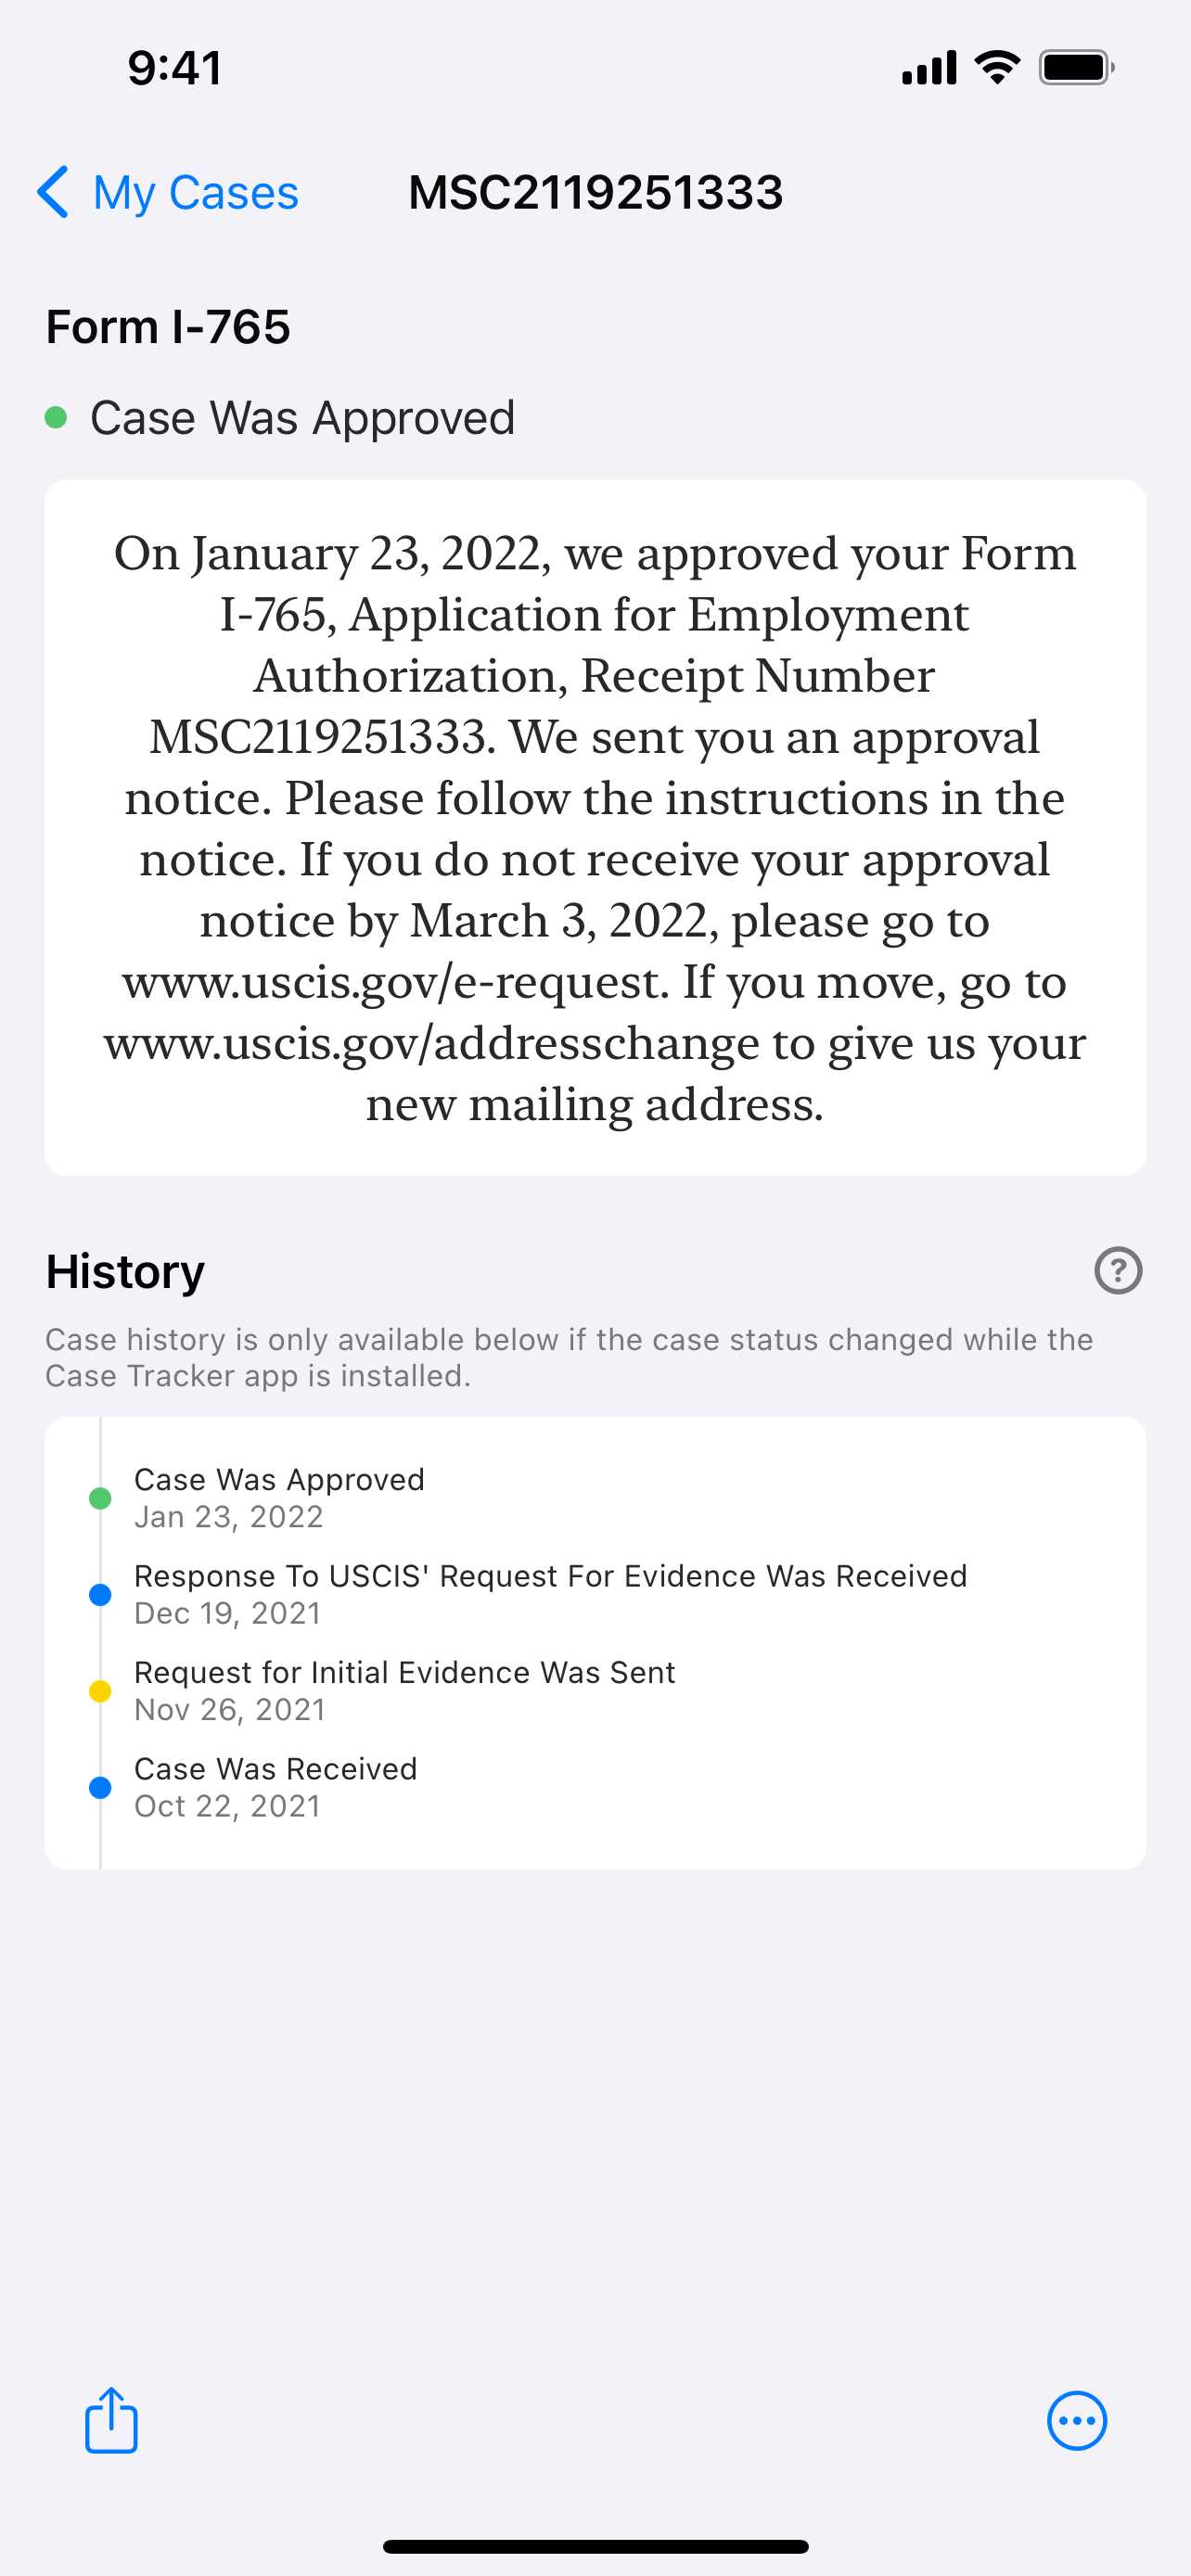 9:41
My Cases
MSC2119251333
Form I-765
Case Was Approved
On January 23, 2022, we approved your Form
I-765, Application for Employment
Authorization, Receipt Number
MSC2119251333. We sent you an approval
notice. Please follow the instructions in the
notice. If you do not receive your approval
notice by March 3, 2022, please go to
www.uscis.gov/e-request. If you move, go to
www.uscis.gov/addresschange to give us your
new mailing address.
History
?
Case history is only available below if the case status changed while the
Case Tracker app is installed.
Case Was Approved
Jan 23, 2022
Response To USCIS' Request For Evidence Was Received
Dec 19, 2021
Request for Initial Evidence Was Sent
Nov 26, 2021
Case Was Received
Oct 22, 2021